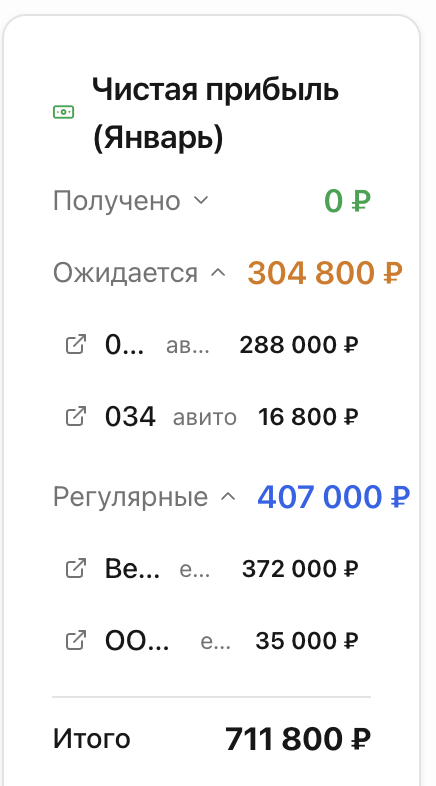 Чистая прибыль
(Январь)
Получено 0 ₽
Ожидается 304 800 ₽
0... ав... 288 000 ₽
034 авито 16 800 ₽
Регулярные 407 000 ₽
Ве... е... 372 000 ₽
ОО... е... 35 000 ₽
Итого 711 800 ₽